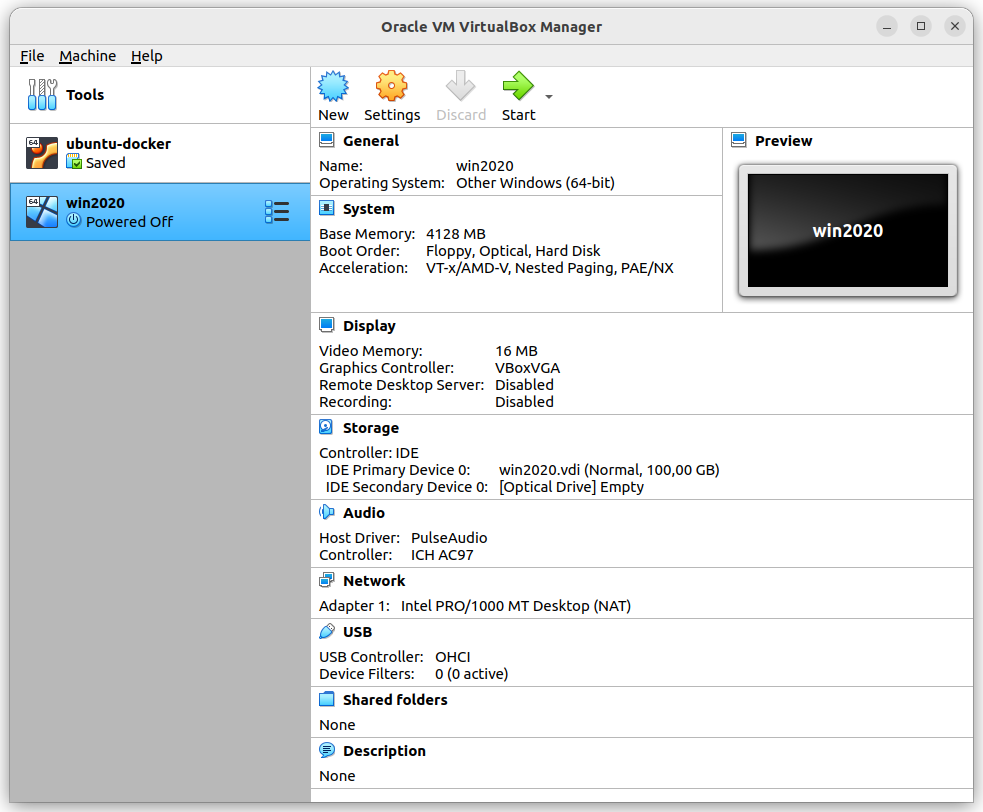 Oracle VM VirtualBox Manager
File Machine Help
Tools
New Settings Discard Start
64 ubuntu-docker
Saved
64 win2020
Powered Off
General
Name: win2020
Operating System: Other Windows (64-bit)
Preview
win2020
System
Base Memory: 4128 MB
Boot Order: Floppy, Optical, Hard Disk
Acceleration: VT-x/AMD-V, Nested Paging, PAE/NX
Display
Video Memory: 16 MB
Graphics Controller: VBoxVGA
Remote Desktop Server: Disabled
Recording: Disabled
Storage
Controller: IDE
IDE Primary Device 0: win2020.vdi (Normal, 100,00 GB)
IDE Secondary Device 0: [Optical Drive] Empty
Audio
Host Driver: PulseAudio
Controller: ICH AC97
Network
Adapter 1: Intel PRO/1000 MT Desktop (NAT)
USB
USB Controller: OHCI
Device Filters: 0 (0 active)
Shared folders
None
Description
None